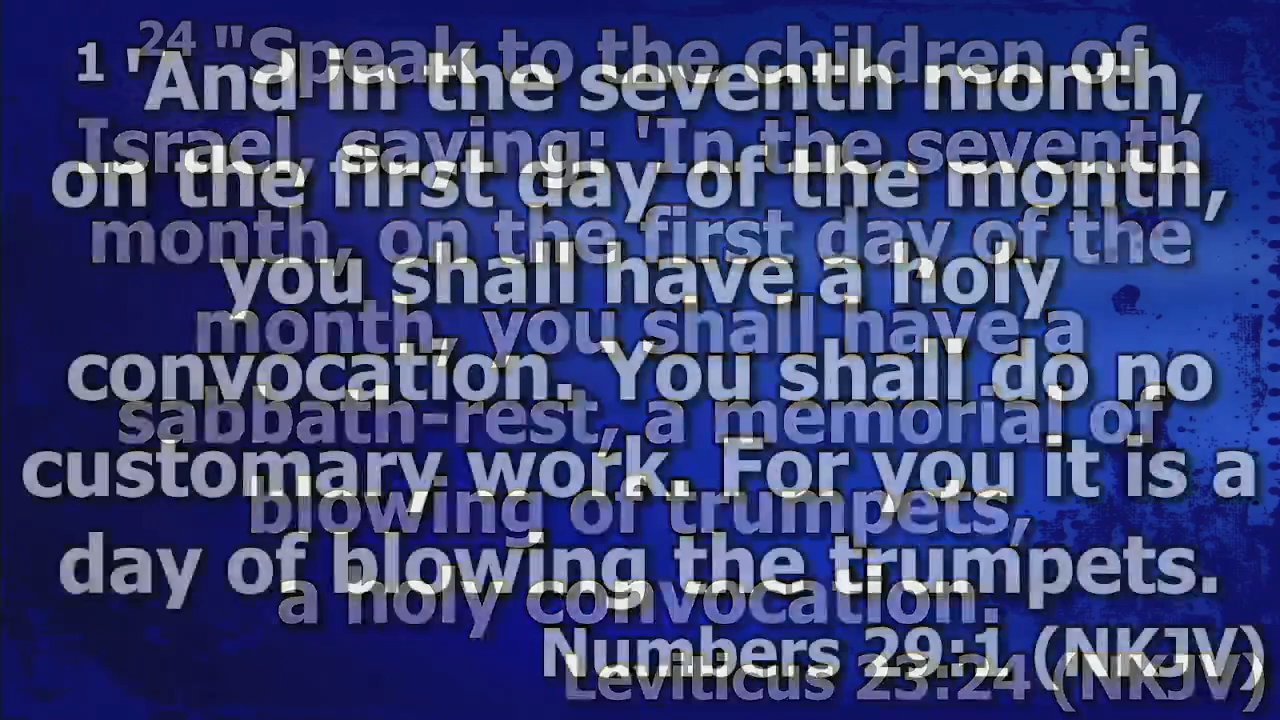 24 "Speak to the children of
1 "And in the seventh month,
Israel, saying: 'In the seventh
on the first day of the month,
month, on the first day of the
you shall have a holy
month, you shall have a
convocation. You shall do no
sabbath-rest, a memorial of
customary work. For you it is a
blowing of trumpets,
day of blowing the trumpets.
a holy convocation.
Numbers 29:1 (NKJV)
Leviticus 23:24 (NKJV)